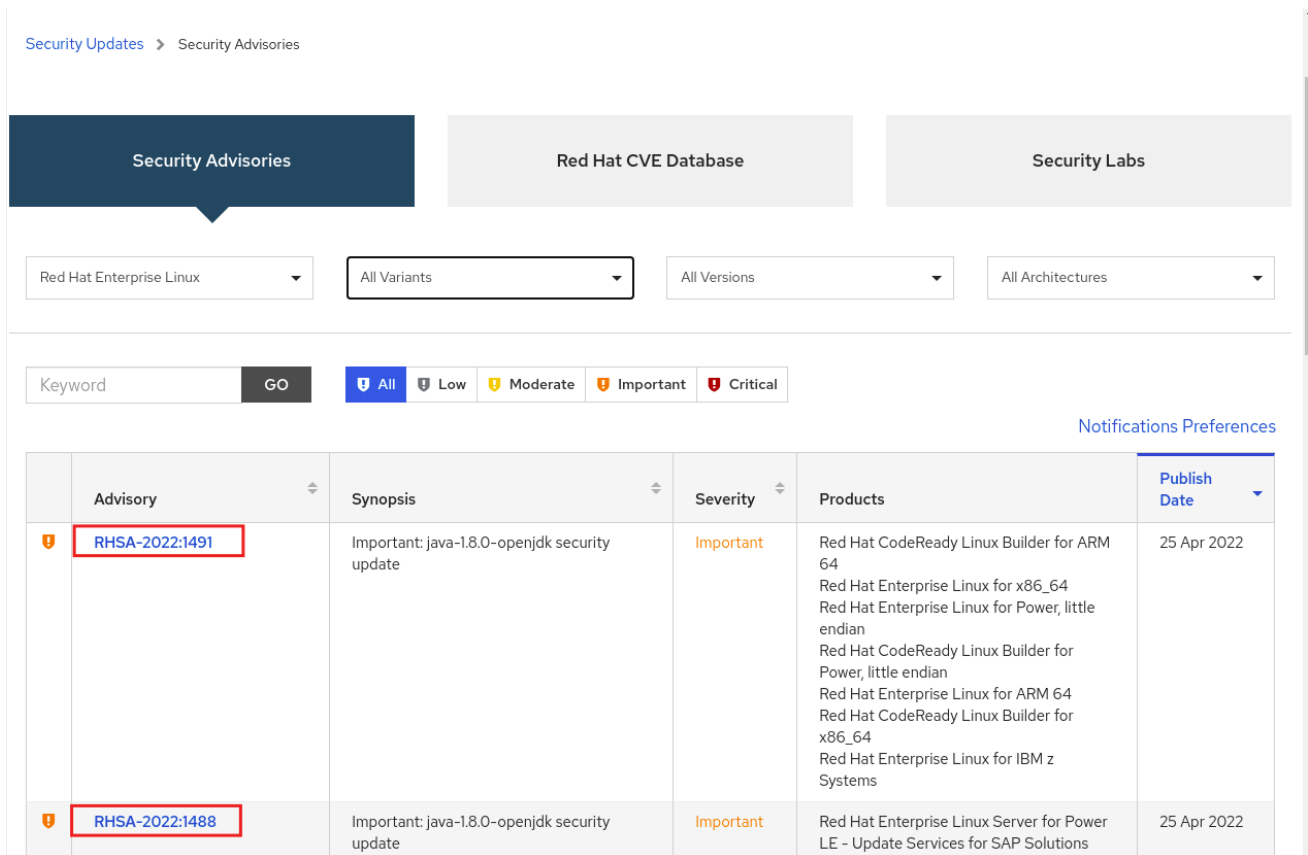 Security Updates > Security Advisories
Security Advisories
Red Hat CVE Database
Security Labs
Red Hat Enterprise Linux
All Variants
All Versions
All Architectures
Keyword
GO
All
Low
Moderate
Important
Critical
Notifications Preferences
Advisory
Synopsis
Severity
Products
Publish
Date
RHSA-2022:1491
Important: java-1.8.0-openjdk security
update
Important
Red Hat CodeReady Linux Builder for ARM
64
Red Hat Enterprise Linux for x86_64
Red Hat Enterprise Linux for Power, little
endian
Red Hat CodeReady Linux Builder for
Power, little endian
Red Hat Enterprise Linux for ARM 64
Red Hat CodeReady Linux Builder for
x86_64
Red Hat Enterprise Linux for IBM z
Systems
25 Apr 2022
RHSA-2022:1488
Important: java-1.8.0-openjdk security
update
Important
Red Hat Enterprise Linux Server for Power
LE - Update Services for SAP Solutions
25 Apr 2022